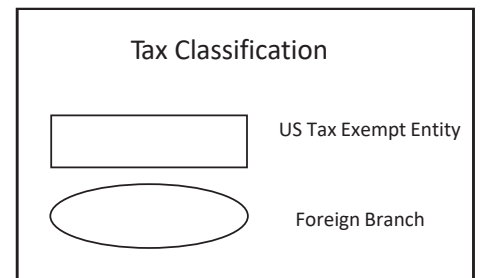 Tax Classification
US Tax Exempt Entity
Foreign Branch